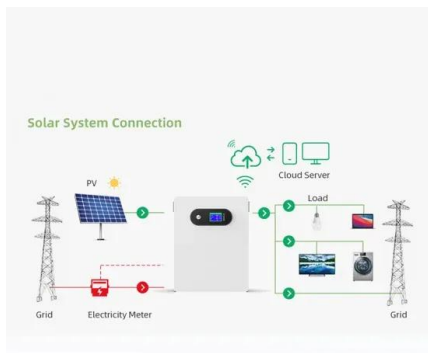 Solar System Connection
Cloud Server
PV
Load
Grid
Electricity Meter
Grid